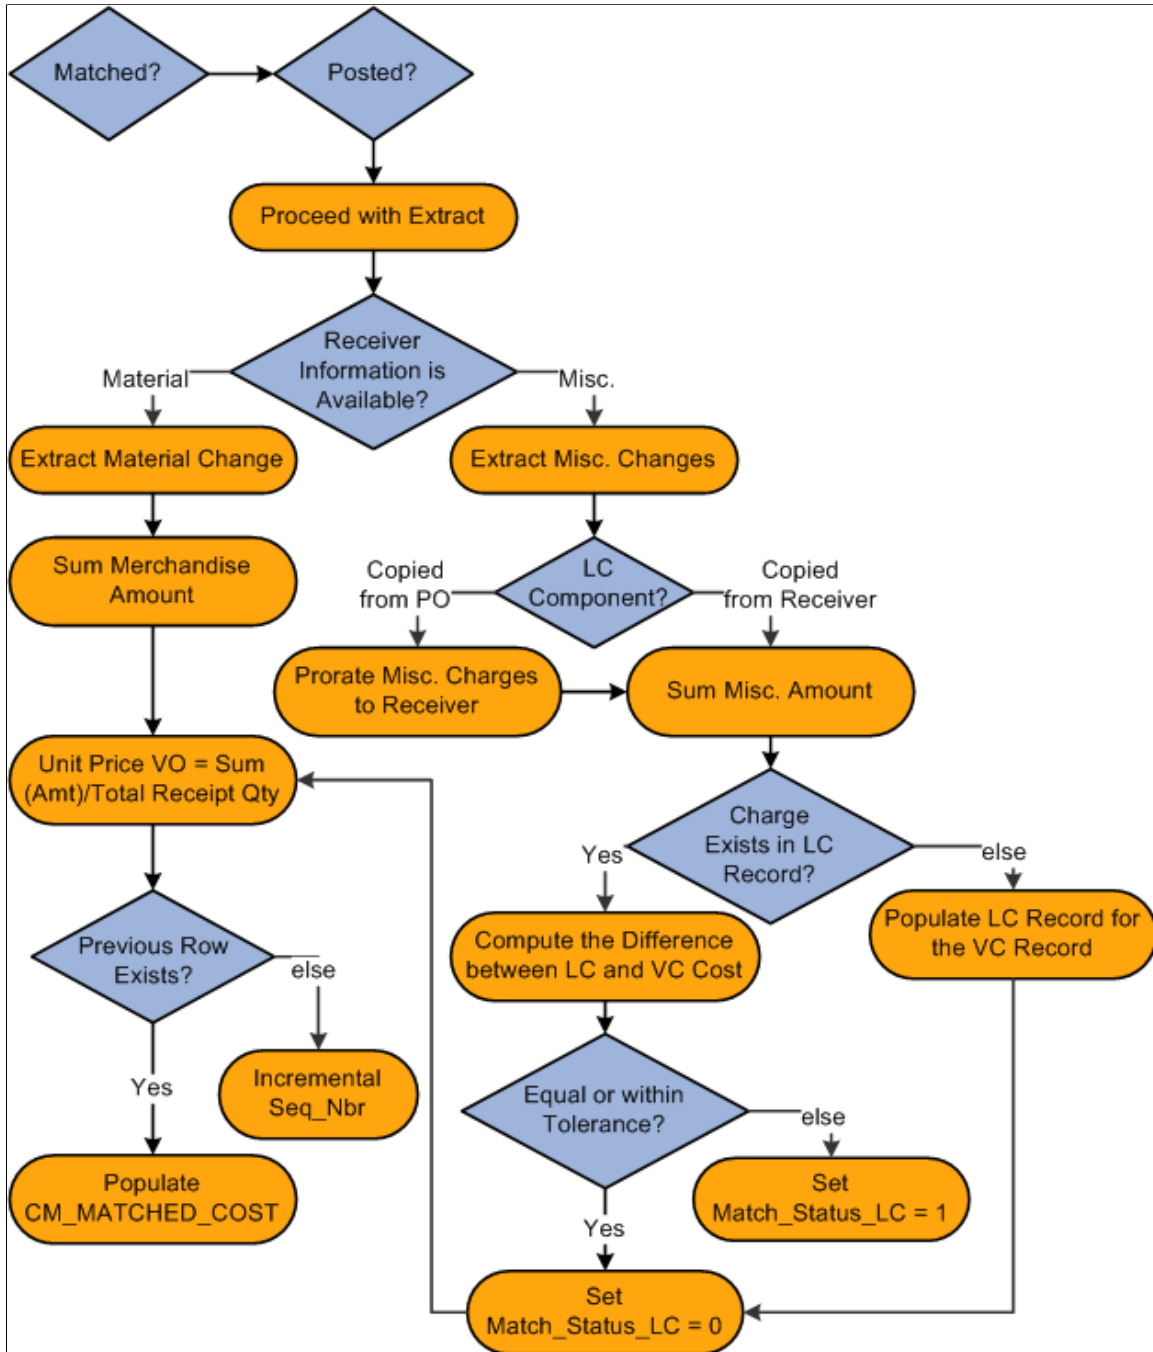 Matched?
Posted?
Proceed with Extract
Receiver
Information is
Available?
Material
Misc.
Extract Material Change
Extract Misc. Changes
Sum Merchandise
Amount
Copied
from PO
LC
Component?
Copied
from Receiver
Prorate Misc. Charges
to Receiver
Sum Misc. Amount
Unit Price VO = Sum
(Amt)/Total Receipt Qty
Charge
Exists in LC
Record?
Yes
else
Previous Row
Exists?
else
Compute the Difference
between LC and VC Cost
Populate LC Record for
the VC Record
Yes
Incremental
Seq_Nbr
Equal or within
Tolerance?
else
Populate
CM_MATCHED_COST
Set
Match_Status_LC = 1
Yes
Set
Match_Status_LC = 0